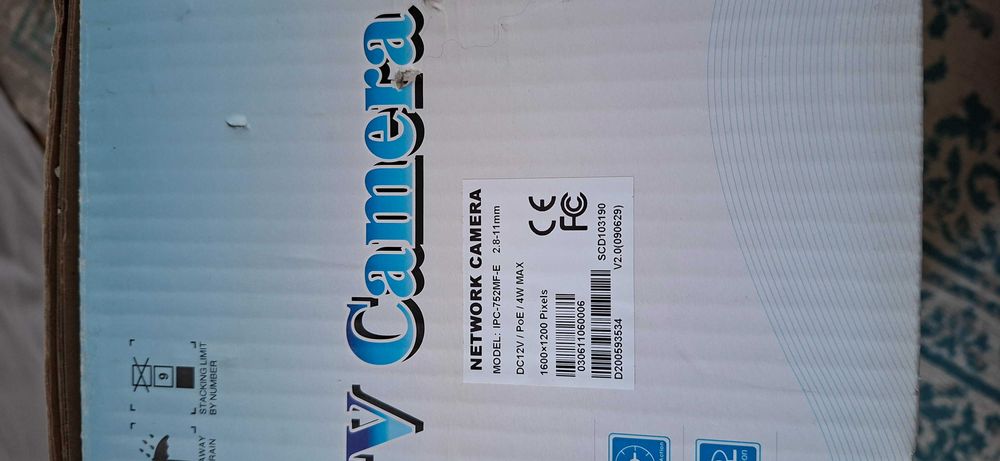 V Camera
NETWORK CAMERA
MODEL: IPC-752MF-E 2.8-11mm
DC12V / PoE / 4W MAX
1600×1200 Pixels
030611060006
SCD103190
D200593534
V2.0(090629)
CE
FC
9
STACKING LIMIT
BY NUMBER
AWAY
RAIN